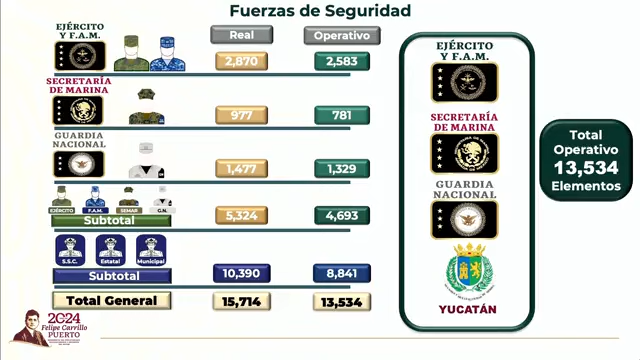 Fuerzas de Seguridad
Real
Operativo
EJÉRCITO
Y F.A.M.
2,870
2,583
SECRETARÍA
DE MARINA
977
781
GUARDIA
NACIONAL
1,477
1,329
EJÉRCITO
F.A.M.
SEMAR
G.N.
Subtotal
5,324
4,693
S.S.C.
Estatal
Municipal
Subtotal
10,390
8,841
Total General
15,714
13,534
EJÉRCITO
Y F.A.M.
SECRETARÍA
DE MARINA
GUARDIA
NACIONAL
YUCATÁN
Total
Operativo
13,534
Elementos
2024
Felipe Carrillo
PUERTO